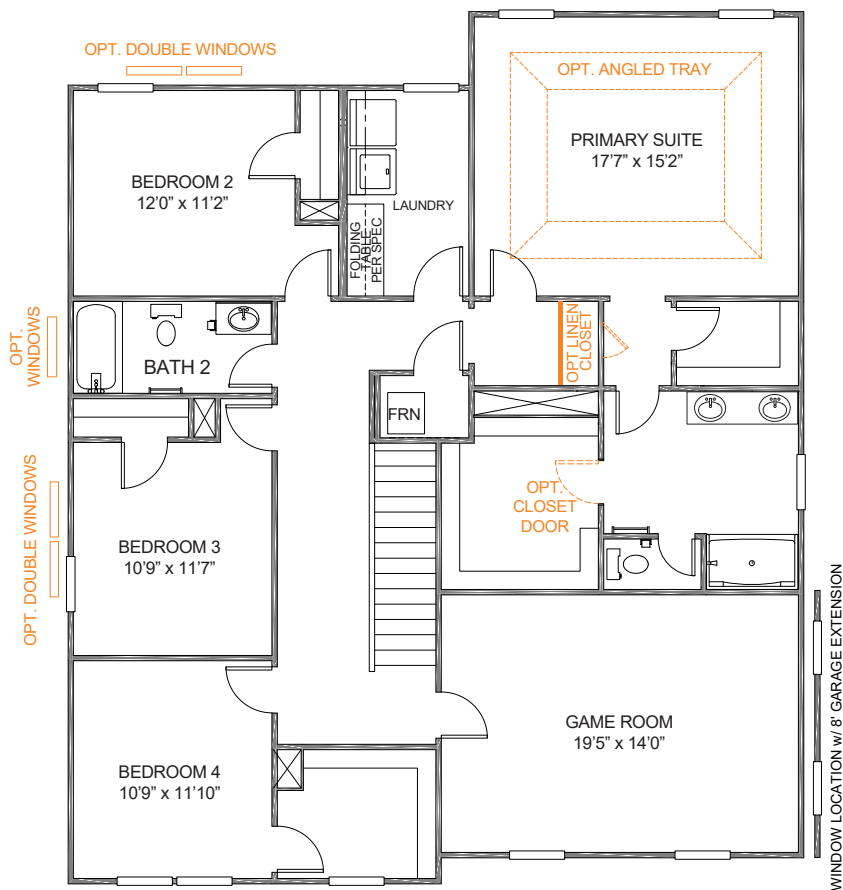 OPT. DOUBLE WINDOWS
OPT. ANGLED TRAY
PRIMARY SUITE
17'7" x 15'2"
BEDROOM 2
12'0" x 11'2"
LAUNDRY
FOLDING
TABLE
PER SPEC
OPT.
WINDOWS
BATH 2
OPT LINEN
CLOSET
FRN
OPT. DOUBLE WINDOWS
OPT.
CLOSET
DOOR
BEDROOM 3
10'9" x 11'7"
GAME ROOM
19'5" x 14'0"
BEDROOM 4
10'9" x 11'10"
WINDOW LOCATION w/ 8' GARAGE EXTENSION